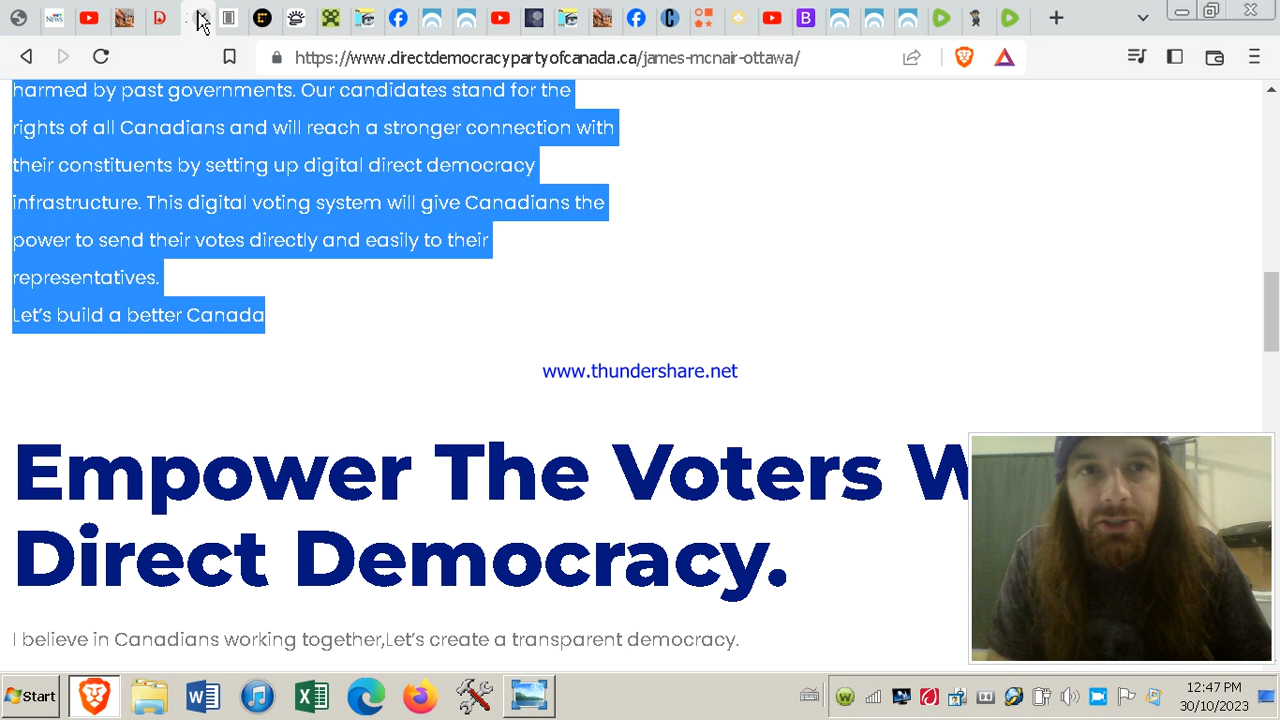 https://www.directdemocracypartyofcanada.ca/james-mcnair-ottawa/
harmed by past governments. Our candidates stand for the
rights of all Canadians and will reach a stronger connection with
their constituents by setting up digital direct democracy
infrastructure. This digital voting system will give Canadians the
power to send their votes directly and easily to their
representatives.
Let's build a better Canada
www.thundershare.net
Empower The Voters W
Direct Democracy.
I believe in Canadians working together,Let's create a transparent democracy.
Start
12:47 PM
30/10/2023